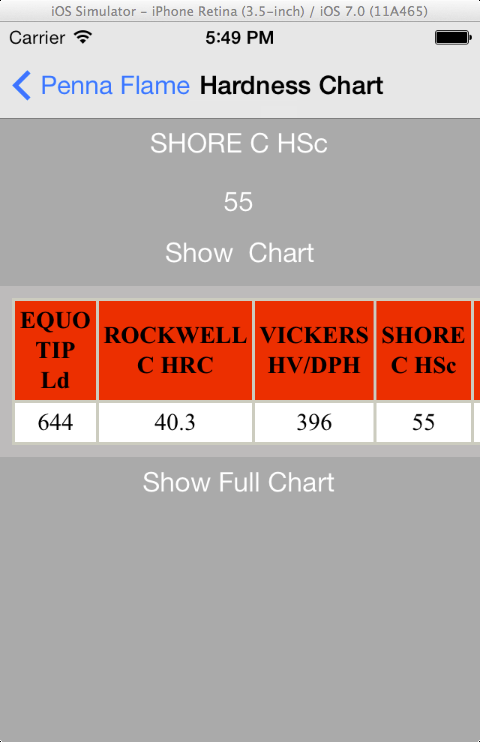 iOS Simulator - iPhone Retina (3.5-inch) / iOS 7.0 (11A465)
Carrier 5:49 PM
Penna Flame Hardness Chart
SHORE C HSc
55
Show  Chart
EQUO TIP Ld ROCKWELL C HRC VICKERS HV/DPH SHORE C HSc
644 40.3 396 55
Show Full Chart